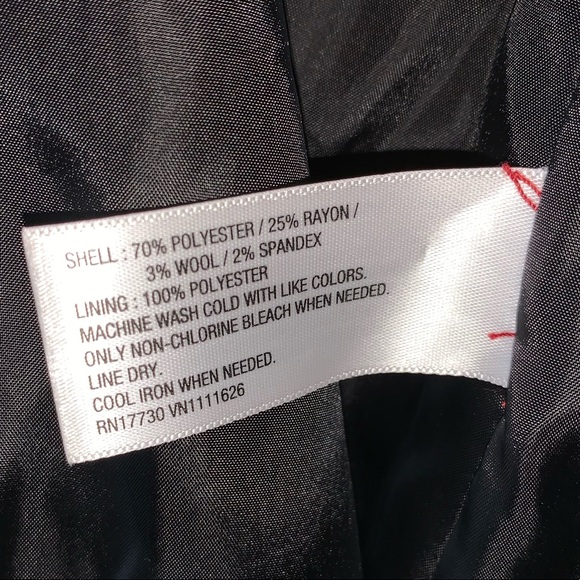 SHELL : 70% POLYESTER / 25% RAYON /
3% WOOL / 2% SPANDEX
LINING : 100% POLYESTER
MACHINE WASH COLD WITH LIKE COLORS.
ONLY NON-CHLORINE BLEACH WHEN NEEDED.
LINE DRY.
COOL IRON WHEN NEEDED.
RN17730 VN1111626